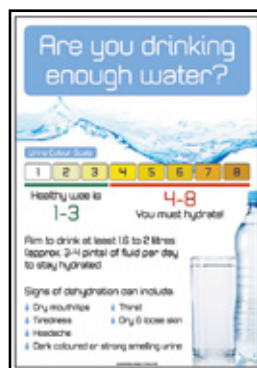 Are you drinking
enough water?
Urine Colour Scale
1 2 3 4 5 6 7 8
Healthy wee is
1-3
4-8
You must hydrate!
Aim to drink at least 1.6 to 2 litres
(approx. 3-4 pints) of fluid per day
to stay hydrated.
Signs of dehydration can include:
Dry mouth/lips
Thirst
Tiredness
Dry & loose skin
Headache
Dark coloured or strong smelling urine